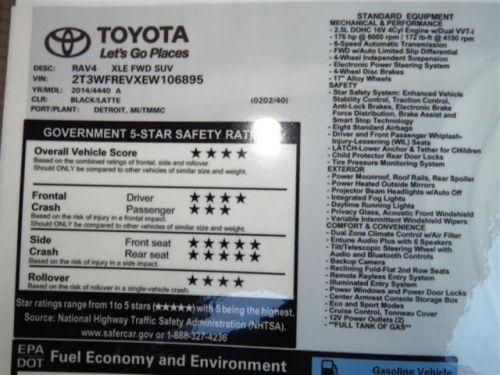 TOYOTA
Let's Go Places
DESC: RAV4 XLE FWD SUV
VIN: 2T3WFREVXEW106895
YR/MDL: 2014/4440 A
CLR: BLACK/LATTE (0202/40)
PORT/PLANT: DETROIT, MI/TMMC
GOVERNMENT 5-STAR SAFETY RAT
Overall Vehicle Score ★★★★
Based on the combined ratings of frontal, side and rollover.
Should ONLY be compared to other vehicles of similar size and weight.
Frontal Driver ★★★★
Crash Passenger ★★★
Based on risk of injury in a frontal impact.
Should ONLY be compared to other vehicles of similar size and weight.
Side Front seat ★★★★★
Crash Rear seat ★★★★★
Based on the risk of injury in a side impact.
Rollover ★★★★
Based on the risk of rollover in a single-vehicle crash.
Star ratings range from 1 to 5 stars (★★★★★) with 5 being the highest.
Source: National Highway Traffic Safety Administration (NHTSA).
www.safercar.gov or 1-888-327-4236
EPA
DOT Fuel Economy and Environment
Gasoline Vehicle
STANDARD EQUIPMENT
MECHANICAL & PERFORMANCE
- 2.5L DOHC 16V 4Cyl Engine w/Dual VVT-i
- 176 hp @ 6000 rpm / 172 lb-ft @ 4100 rpm
- 6-Speed Automatic Transmission
- FWD w/Auto Limited Slip Differential
- 4-Wheel Independent Suspension
- Electronic Power Steering System
- 4-Wheel Disc Brakes
- 17" Alloy Wheels
SAFETY
- Star Safety System: Enhanced Vehicle
Stability Control, Traction Control,
Anti-Lock Brakes, Electronic Brake
Force Distribution, Brake Assist and
Smart Stop Technology
- Eight Standard Airbags
- Driver and Front Passenger Whiplash-
Injury-Lessening (WIL) Seats
- LATCH-Lower Anchor & Tether for Children
- Child Protector Rear Door Locks
- Tire Pressure Monitoring System
EXTERIOR
- Power Moonroof, Roof Rails, Rear Spoiler
- Power Heated Outside Mirrors
- Projector Beam Headlights w/Auto Off
- Integrated Fog Lights
- Daytime Running Lights
- Privacy Glass, Acoustic Front Windshield
- Variable Intermittent Windshield Wipers
COMFORT & CONVENIENCE
- Dual Zone Climate Control w/Air Filter
- Entune Audio Plus with 6 Speakers
- Tilt/Telescopic Steering Wheel with
Audio and Bluetooth Controls
- Backup Camera
- Reclining Fold-Flat 2nd Row Seats
- Remote Keyless Entry System
- Illuminated Entry System
- Power Windows and Power Door Locks
- Center Armrest Console Storage Box
- Eco and Sport Modes
- Cruise Control, Tonneau Cover
- 12V Power Outlets (2)
- **FULL TANK OF GAS**